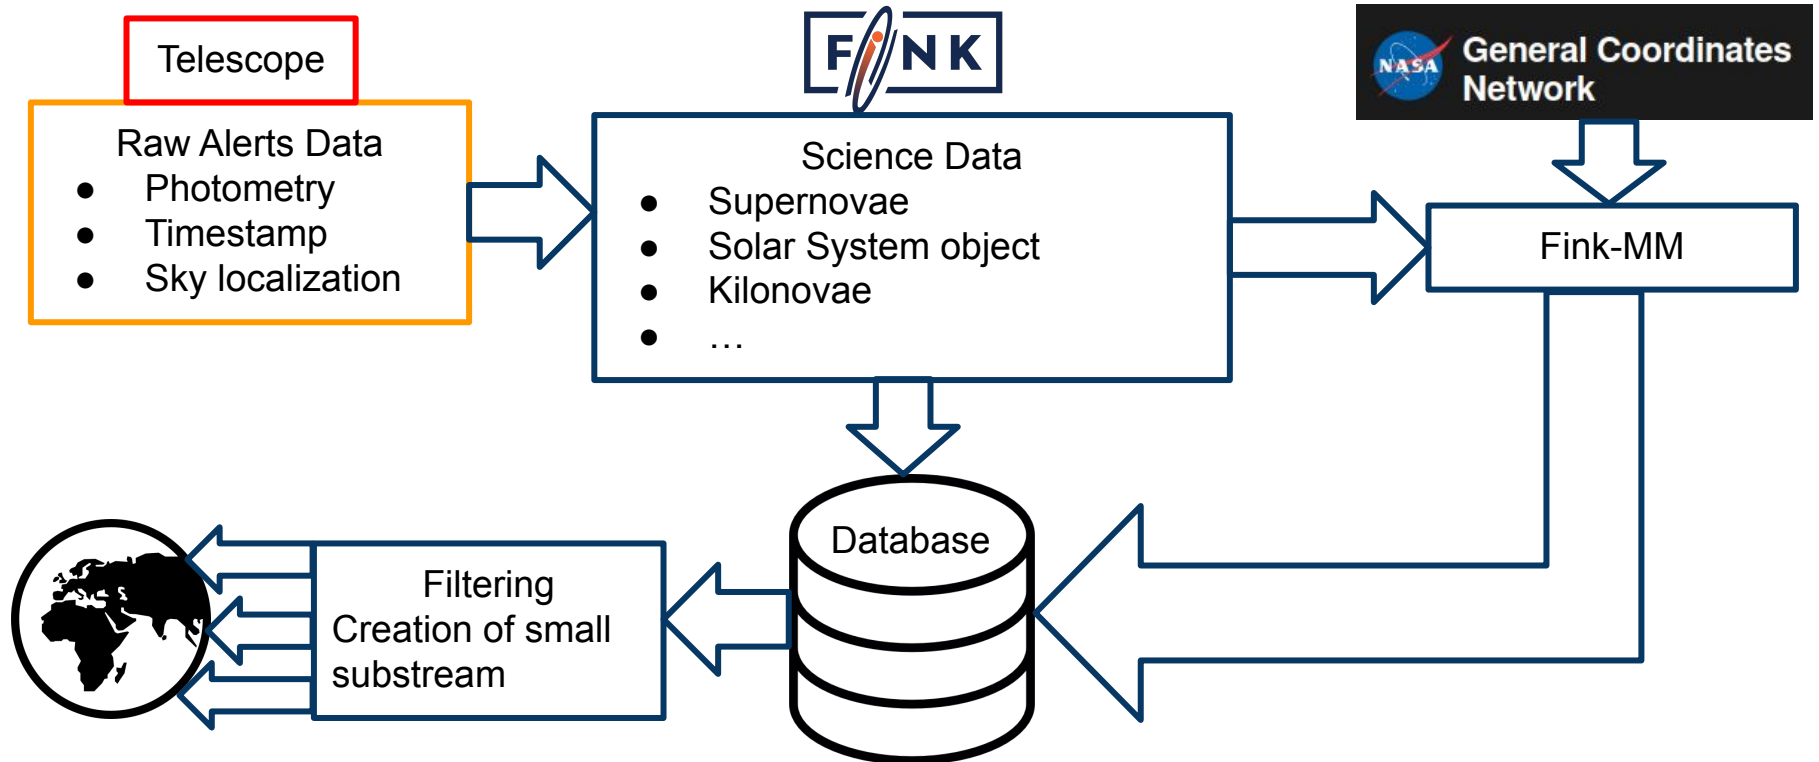 Telescope
Raw Alerts Data
● Photometry
● Timestamp
● Sky localization
FINK
Science Data
● Supernovae
● Solar System object
● Kilonovae
● …
NASA
General Coordinates
Network
Fink-MM
Database
Filtering
Creation of small
substream